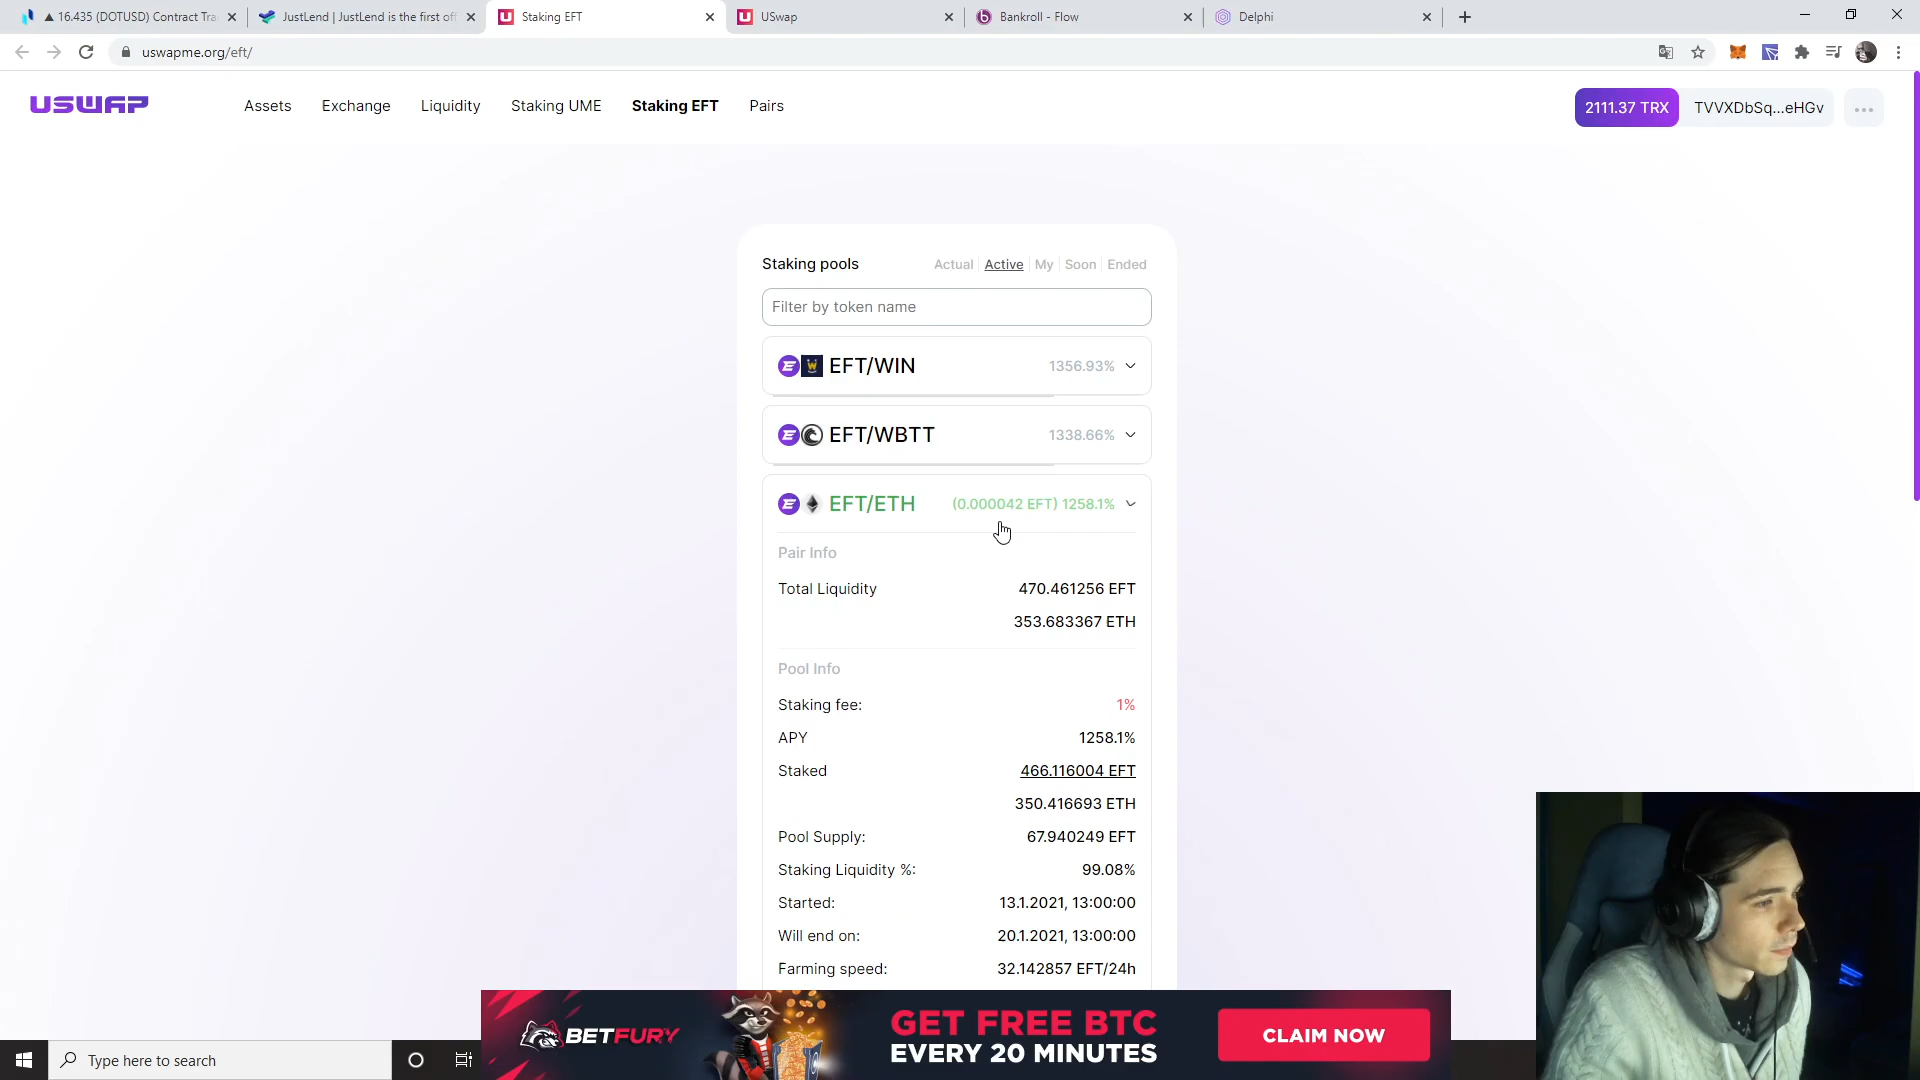 ▲ 16.435 (DOTUSD) Contract Tra
JustLend | JustLend is the first off
Staking EFT
USwap
Bankroll - Flow
Delphi
uswapme.org/eft/
USWAP
Assets
Exchange
Liquidity
Staking UME
Staking EFT
Pairs
2111.37 TRX
TVVXDbSq...eHGv
...
Staking pools
Actual
Active
My
Soon
Ended
Filter by token name
EFT/WIN
1356.93%
EFT/WBTT
1338.66%
EFT/ETH
(0.000042 EFT) 1258.1%
Pair Info
Total Liquidity
470.461256 EFT
353.683367 ETH
Pool Info
Staking fee:
1%
APY
1258.1%
Staked
466.116004 EFT
350.416693 ETH
Pool Supply:
67.940249 EFT
Staking Liquidity %:
99.08%
Started:
13.1.2021, 13:00:00
Will end on:
20.1.2021, 13:00:00
Farming speed:
32.142857 EFT/24h
BETFURY
GET FREE BTC
EVERY 20 MINUTES
CLAIM NOW
Type here to search